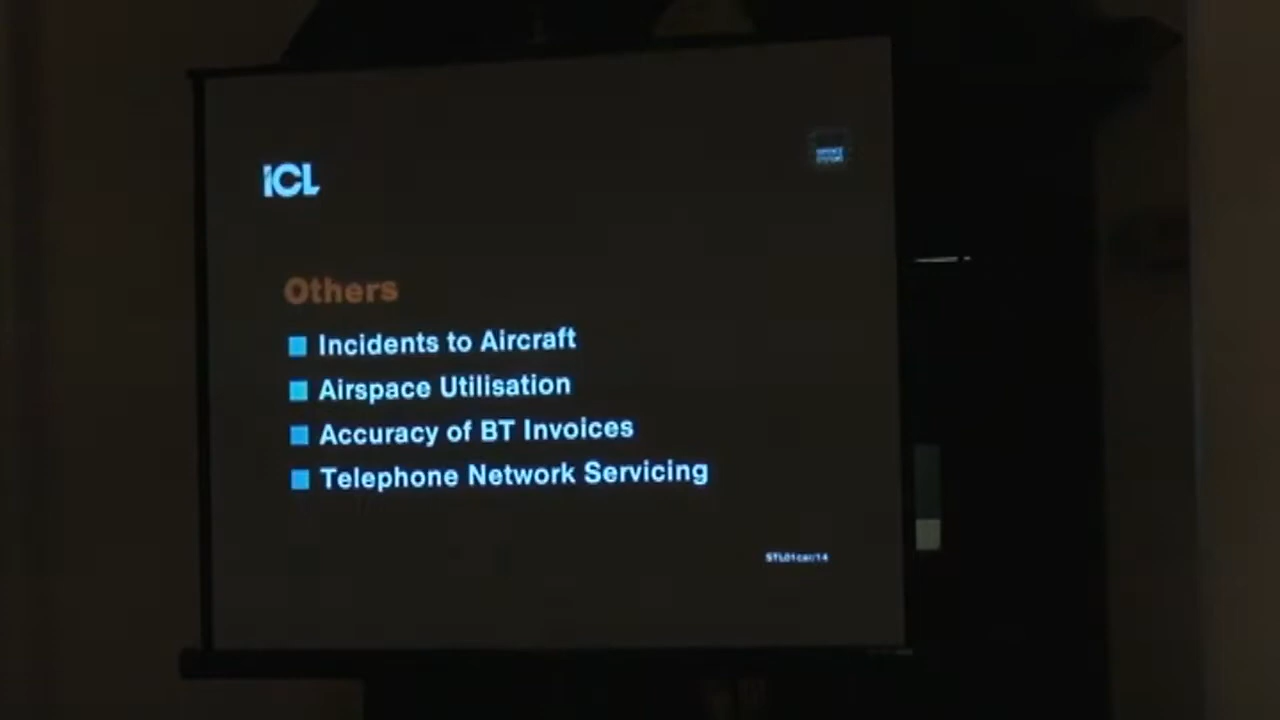 ICL
Others
Incidents to Aircraft
Airspace Utilisation
Accuracy of BT Invoices
Telephone Network Servicing